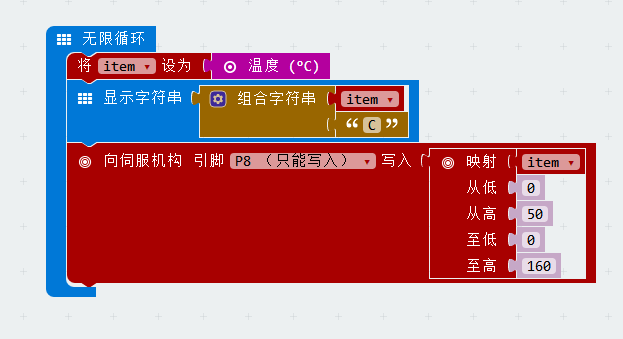 无限循环
将 item 设为 温度 (ºC)
显示字符串 组合字符串 item
“ C ”
向伺服机构 引脚 P8 （只能写入） 写入 映射 item
从低 0
从高 50
至低 0
至高 160